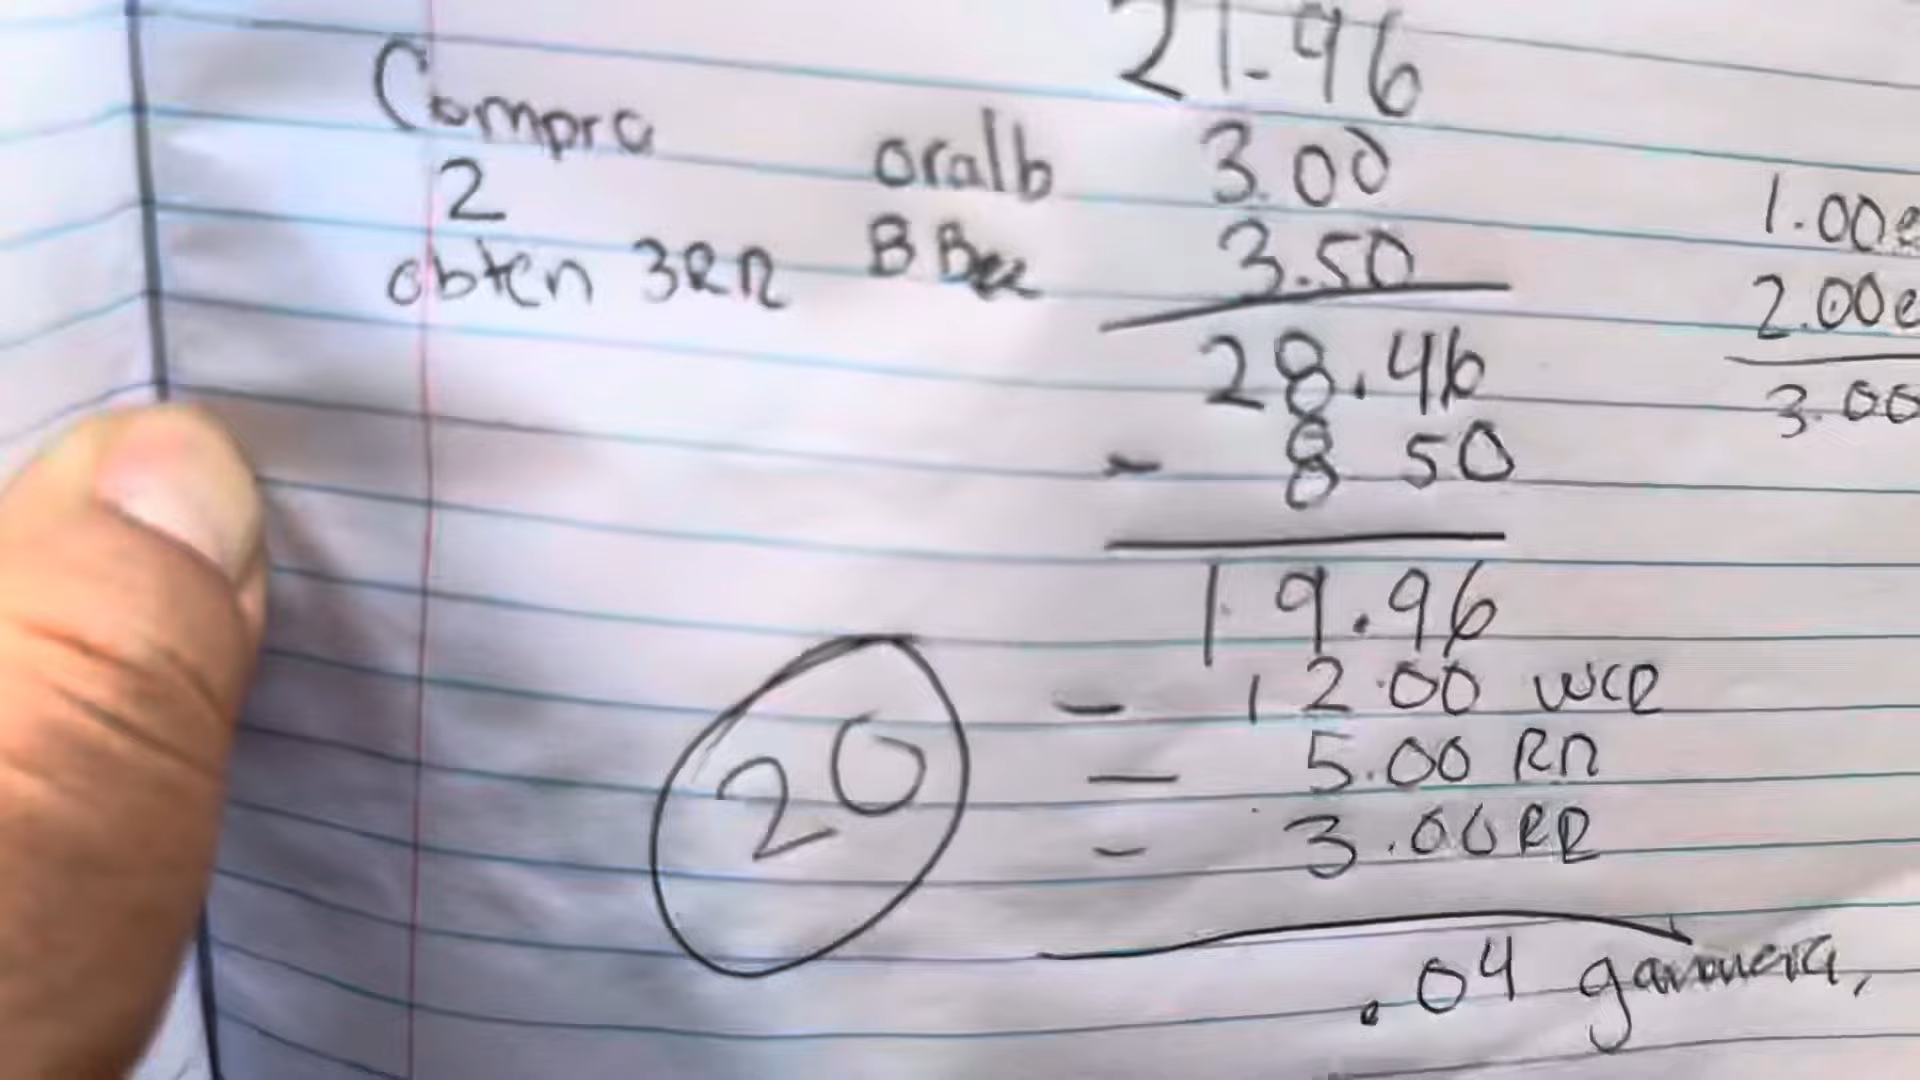 21.96
Compra oralb 3.00
2 BBee 3.50
obten 3RR
28.46
- 8 50
19.96
- 12.00 WCR
- 5.00 RR
- 3.00 RR
20
.04 ganancia,
1.00
2.00
3.00